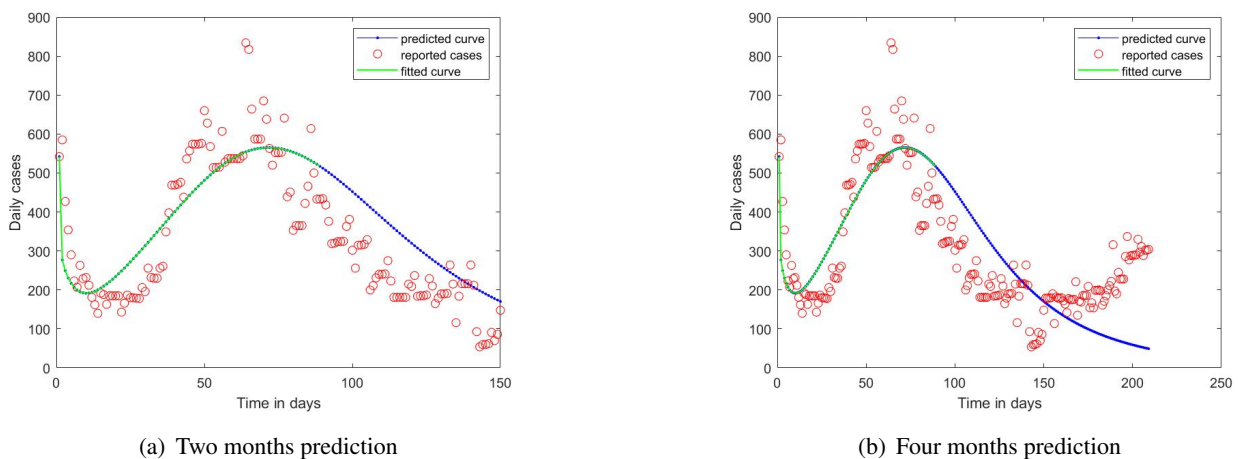 900
800
700
600
500
400
300
200
100
0
Daily cases
0 50 100 150
Time in days
predicted curve
reported cases
fitted curve
(a) Two months prediction
900
800
700
600
500
400
300
200
100
0
Daily cases
0 50 100 150 200 250
Time in days
predicted curve
reported cases
fitted curve
(b) Four months prediction